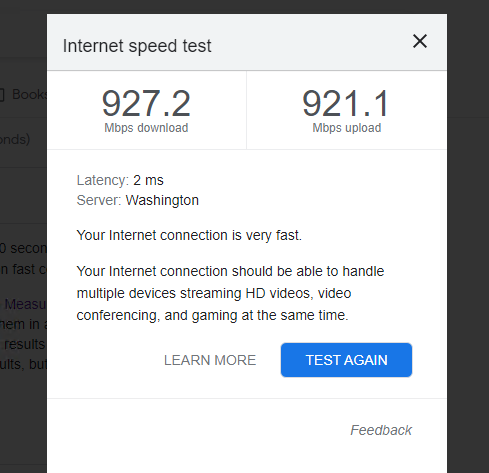 Internet speed test
927.2
Mbps download
921.1
Mbps upload
Latency: 2 ms
Server: Washington
Your Internet connection is very fast.
Your Internet connection should be able to handle
multiple devices streaming HD videos, video
conferencing, and gaming at the same time.
LEARN MORE
TEST AGAIN
Feedback
Books
onds)
0 secon
n fast c
Measu
hem in a
results
ults, but